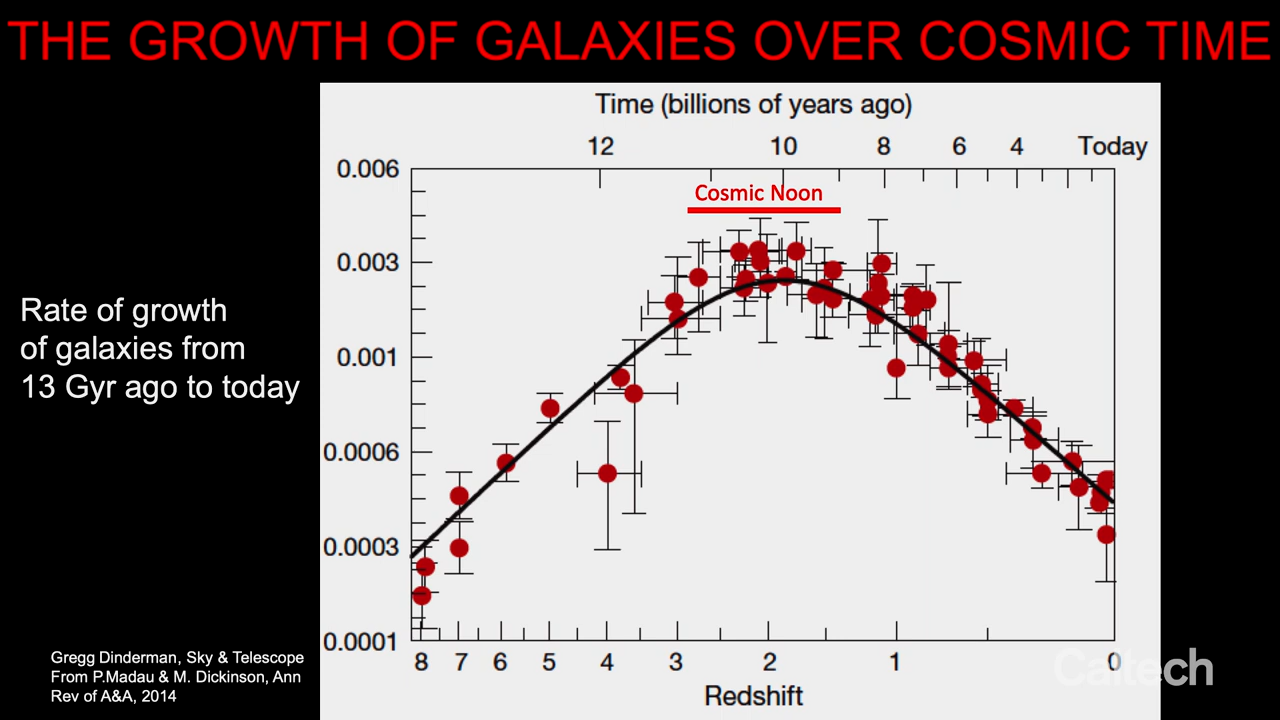 THE GROWTH OF GALAXIES OVER COSMIC TIME
Time (billions of years ago)
12 10 8 6 4 Today
0.006
Cosmic Noon
0.003
Rate of growth
of galaxies from
13 Gyr ago to today
0.001
0.0006
0.0003
0.0001
8 7 6 5 4 3 2 1 0
Redshift
Gregg Dinderman, Sky & Telescope
From P.Madau & M. Dickinson, Ann
Rev of A&A, 2014
Caltech